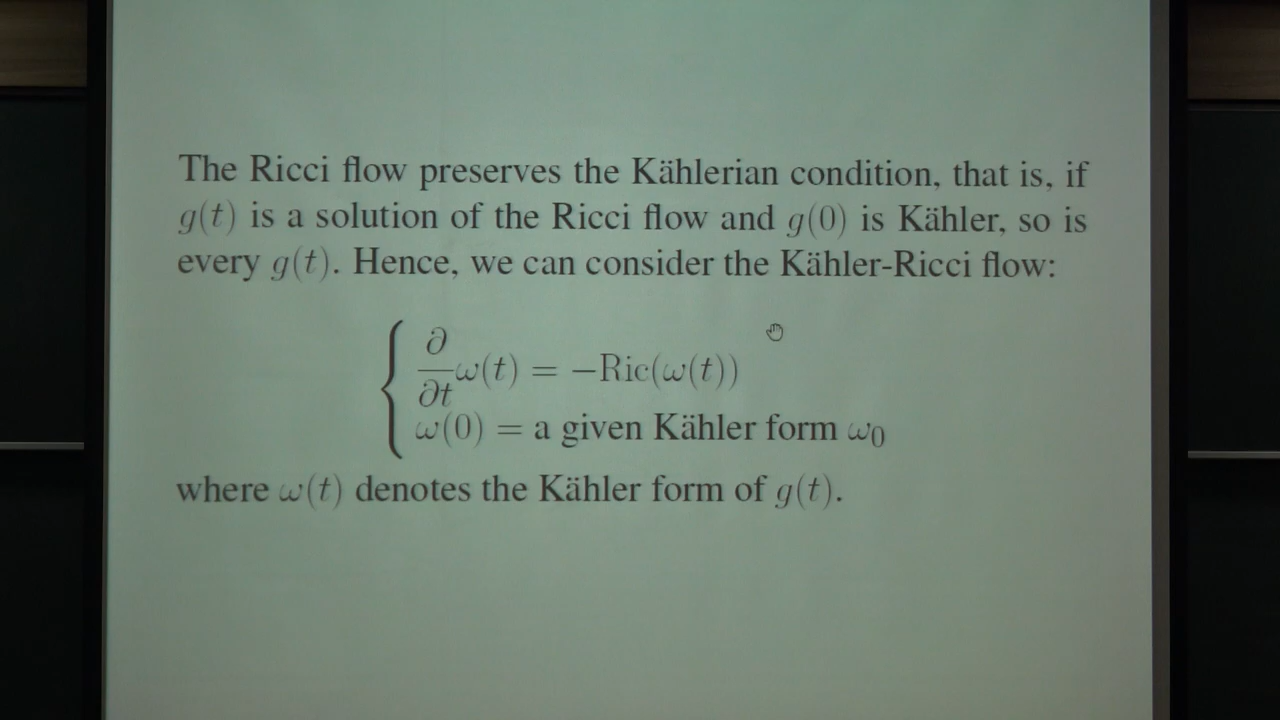 The Ricci flow preserves the Kählerian condition, that is, if
g(t) is a solution of the Ricci flow and g(0) is Kähler, so is
every g(t). Hence, we can consider the Kähler-Ricci flow:
∂/∂t ω(t) = −Ric(ω(t))
ω(0) = a given Kähler form ω₀
where ω(t) denotes the Kähler form of g(t).